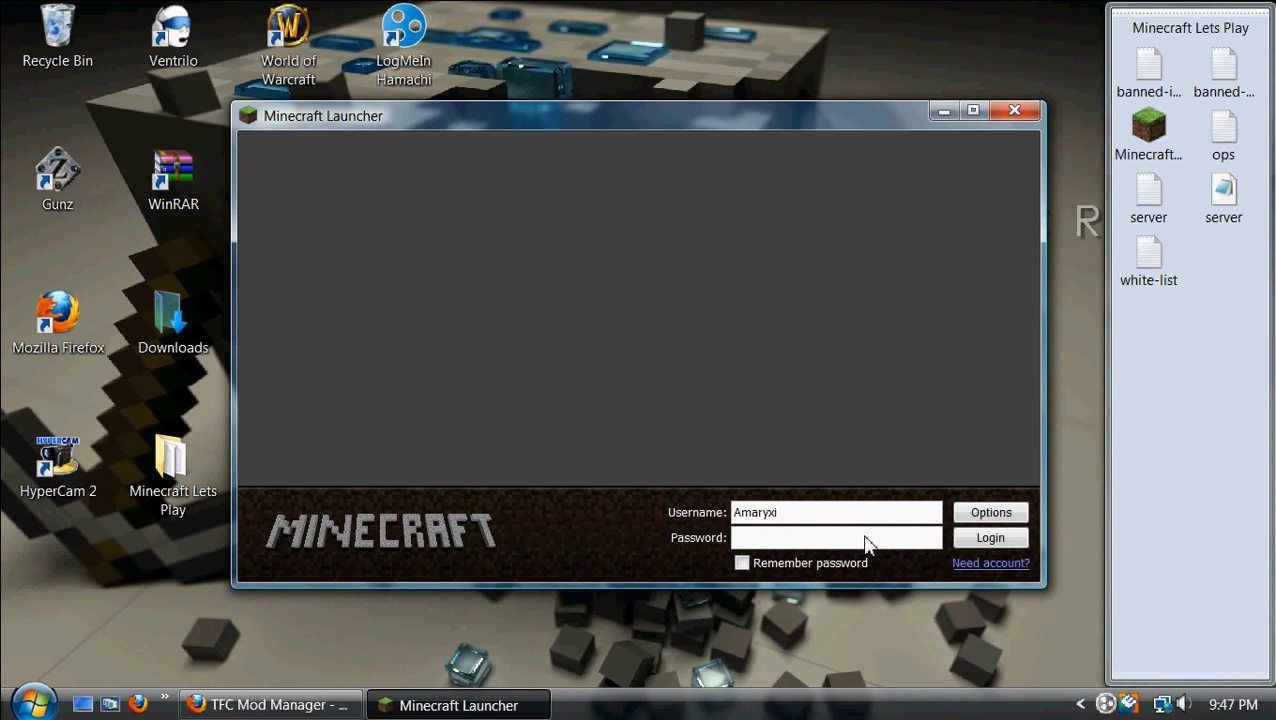 Recycle Bin
Ventrilo
World of
Warcraft
LogMeIn
Hamachi
Gunz
WinRAR
Mozilla Firefox
Downloads
HYPERCAM
HyperCam 2
Minecraft Lets
Play
Minecraft Launcher
MINECRAFT
Username:
Amaryxi
Options
Password:
Login
Remember password
Need account?
R
Minecraft Lets Play
banned-i...
banned-...
Minecraft...
ops
server
server
white-list
TFC Mod Manager - ...
Minecraft Launcher
9:47 PM